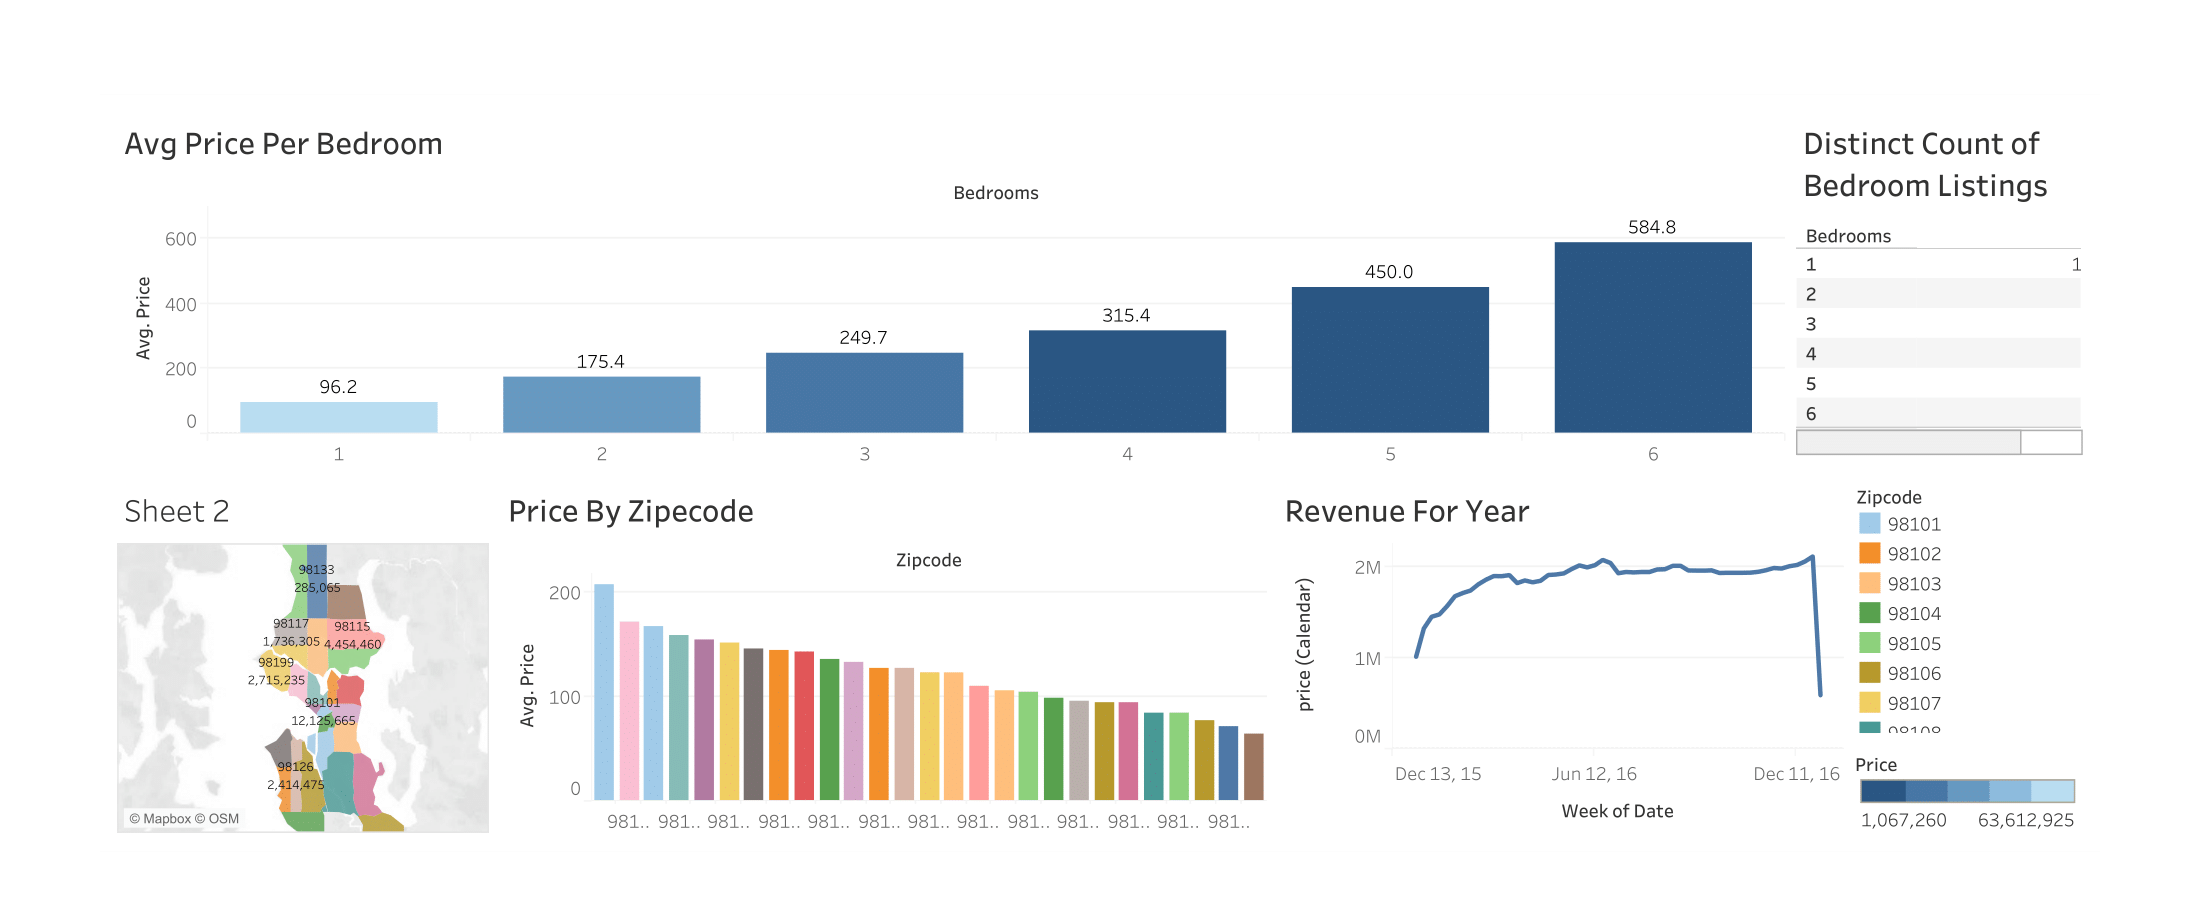 Avg Price Per Bedroom
Bedrooms
Avg. Price
600
400
200
0
96.2
175.4
249.7
315.4
450.0
584.8
1
2
3
4
5
6
Distinct Count of
Bedroom Listings
Bedrooms
1 1
2
3
4
5
6
Sheet 2
98133
285,065
98117
1,736,305
98115
4,454,460
98199
2,715,235
98101
12,125,665
98126
2,414,475
© Mapbox © OSM
Price By Zipecode
Zipcode
Avg. Price
200
100
0
981.. 981.. 981.. 981.. 981.. 981.. 981.. 981.. 981.. 981.. 981.. 981.. 981..
Revenue For Year
price (Calendar)
2M
1M
0M
Dec 13, 15 Jun 12, 16 Dec 11, 16
Week of Date
Zipcode
98101
98102
98103
98104
98105
98106
98107
98108
Price
1,067,260 63,612,925